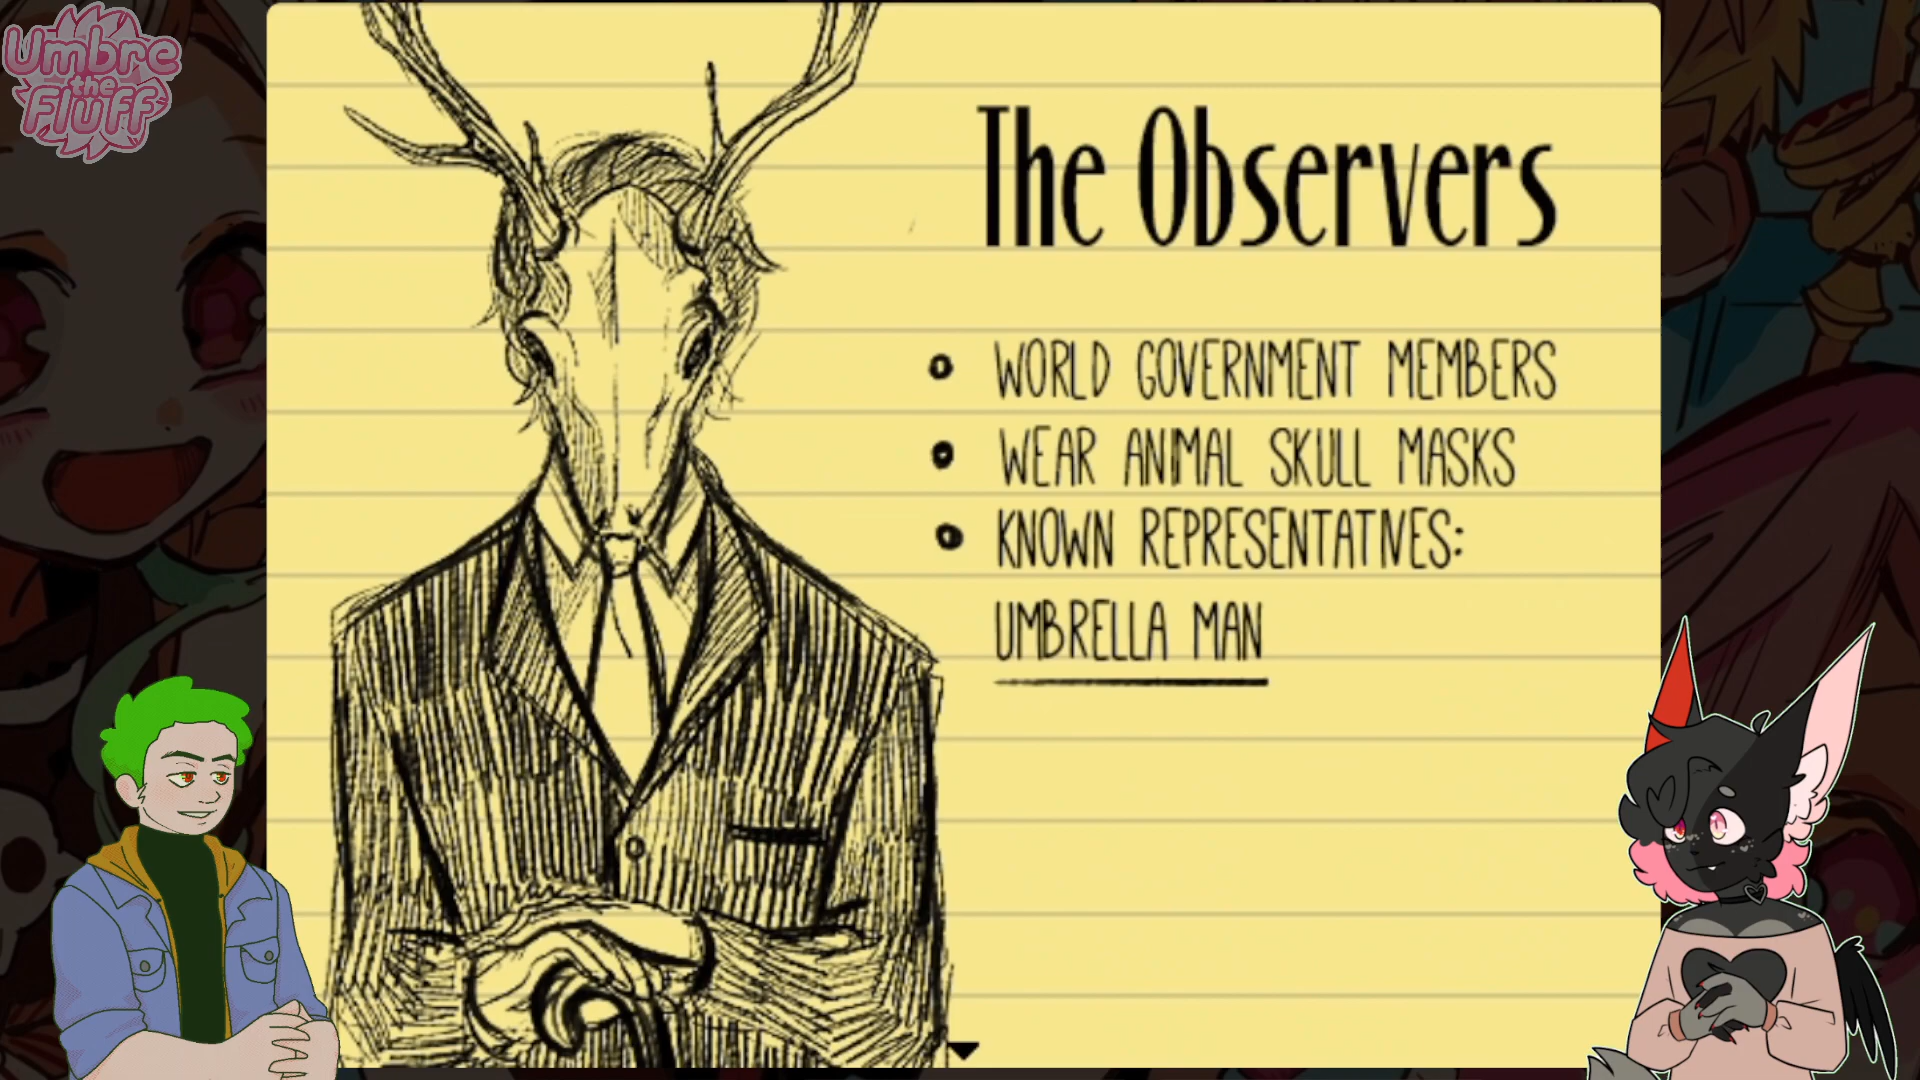 Umbre
the
Fluff
The Observers
WORLD GOVERNMENT MEMBERS
WEAR ANIMAL SKULL MASKS
KNOWN REPRESENTATIVES:
UMBRELLA MAN